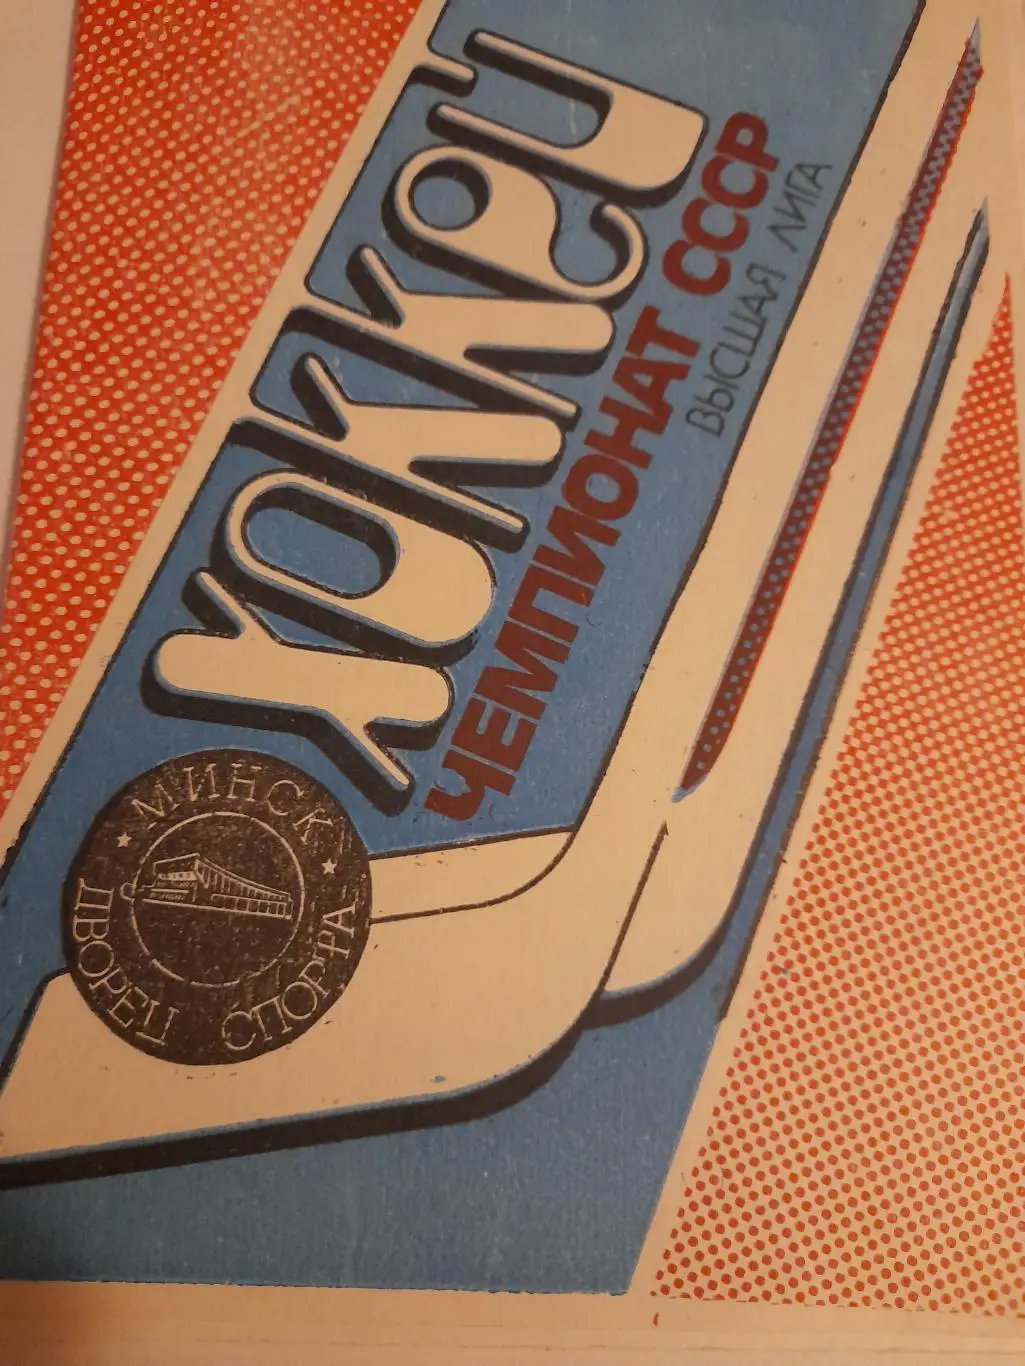 ХОККЕЙ
ЧЕМПИОНАТ СССР
ВЫСШАЯ ЛИГА
МИНСК
ДВОРЕЦ СПОРТА